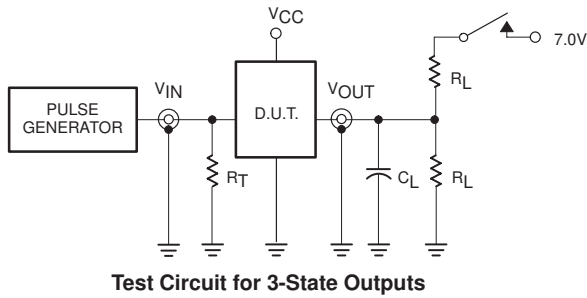 VCC
7.0V
RL
VIN
VOUT
PULSE
GENERATOR
D.U.T.
RT
CL
RL
Test Circuit for 3-State Outputs